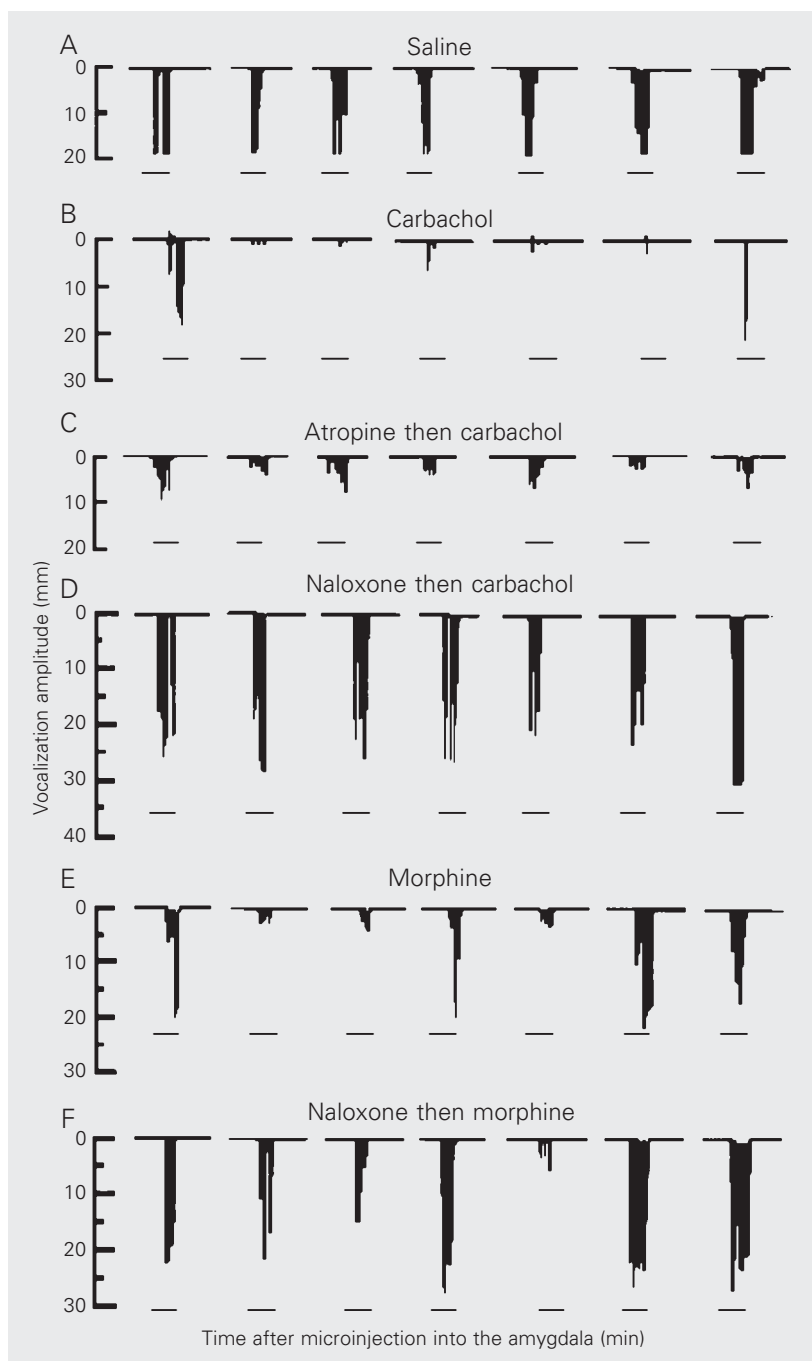 A
Saline
0
10
20
B
Carbachol
0
10
20
30
C
Atropine then carbachol
0
10
20
D
Naloxone then carbachol
0
10
20
30
40
Vocalization amplitude (mm)
E
Morphine
0
10
20
30
F
Naloxone then morphine
0
10
20
30
Time after microinjection into the amygdala (min)